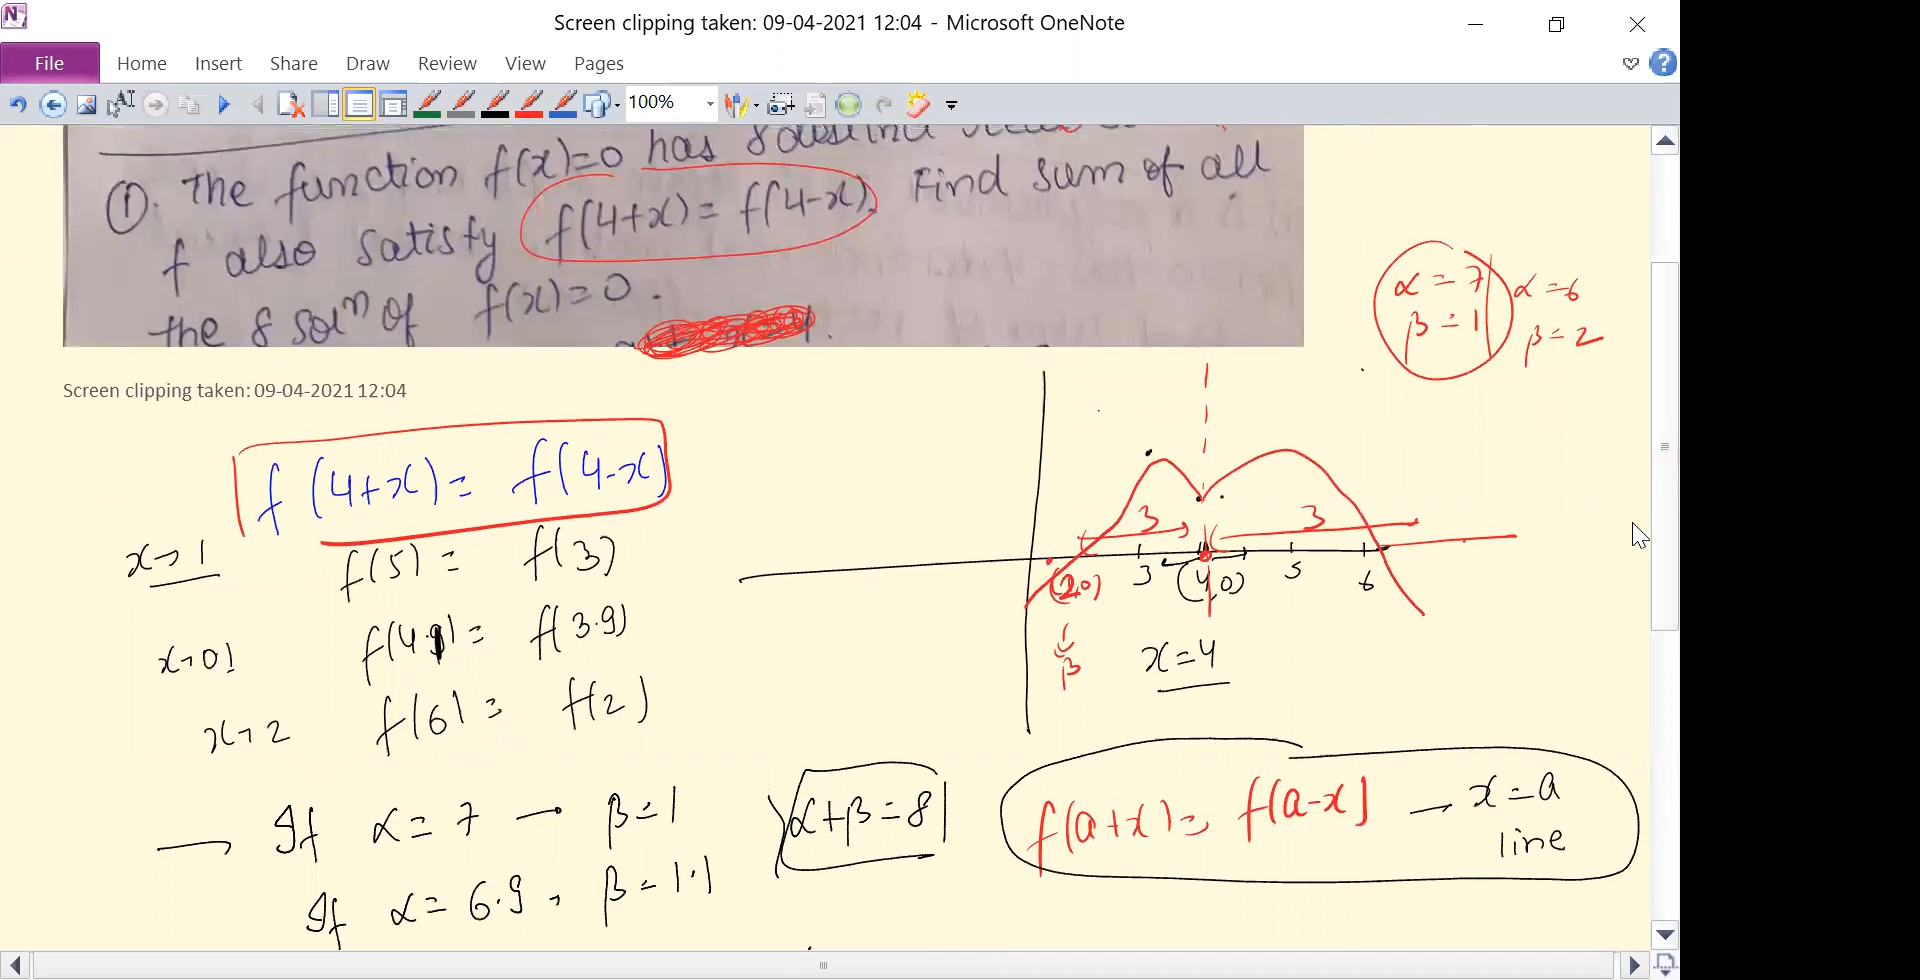 Screen clipping taken: 09-04-2021 12:04 - Microsoft OneNote
File Home Insert Share Draw Review View Pages
100%
①. The function f(x)=0 has 8
f also satisfy f(4+x)= f(4-x). Find sum of all
the 8 solⁿ of f(x)=0.
α = 7
β = 1
α = 6
β = 2
Screen clipping taken: 09-04-2021 12:04
f(4+x)= f(4-x)
x→1 f(5)= f(3)
f(3.9)
f(6)= f(2)
x→2
3 3
(2,0) 3 (4,0) 5 6
β
x=4
If α=7 → β=1
α+β=8
f(a+x)= f(a-x) → x=a
line
If α= 6.9, β=1.1